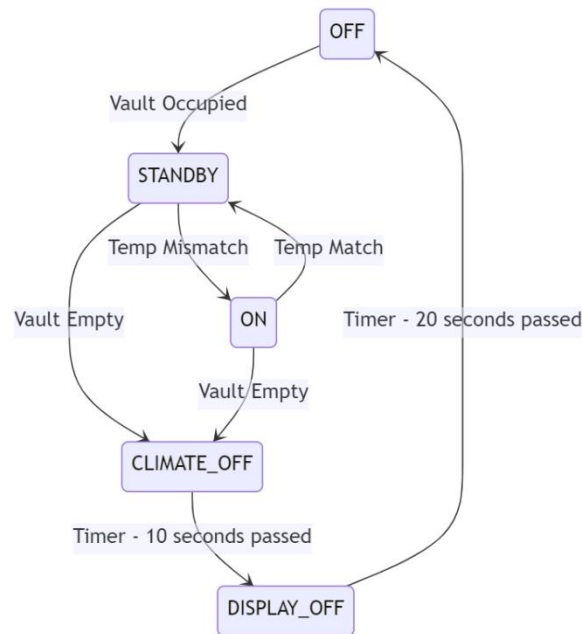 OFF
Vault Occupied
STANDBY
Temp Mismatch
Temp Match
Vault Empty
ON
Timer - 20 seconds passed
Vault Empty
CLIMATE_OFF
Timer - 10 seconds passed
DISPLAY_OFF